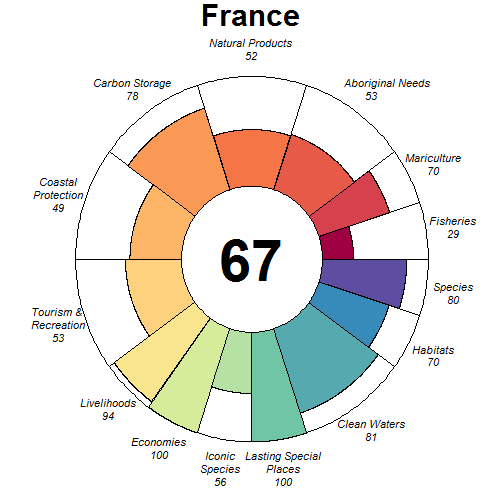 France
Natural Products
52
Carbon Storage
78
Aboriginal Needs
53
Mariculture
70
Coastal
Protection
49
Fisheries
29
67
Species
80
Tourism &
Recreation
53
Habitats
70
Livelihoods
94
Clean Waters
81
Economies
100
Iconic
Species
56
Lasting Special
Places
100